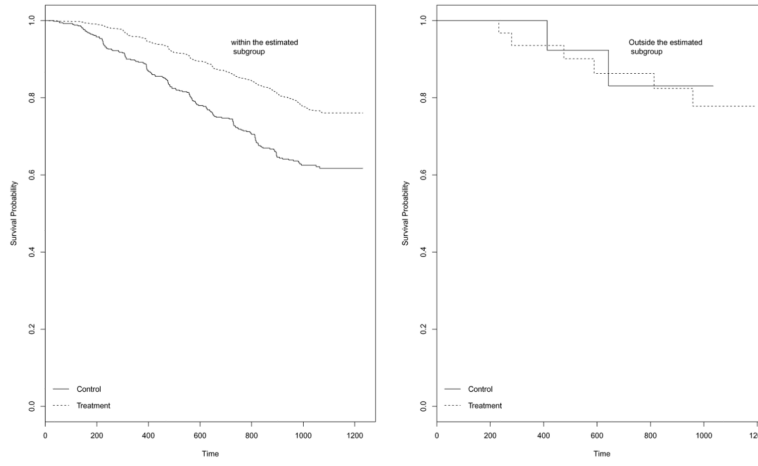 within the estimated
subgroup
Survival Probability
1.0
0.8
0.6
0.4
0.2
0.0
Control
Treatment
0 200 400 600 800 1000 1200
Time
Outside the estimated
subgroup
Survival Probability
1.0
0.8
0.6
0.4
0.2
0.0
Control
Treatment
0 200 400 600 800 1000
Time